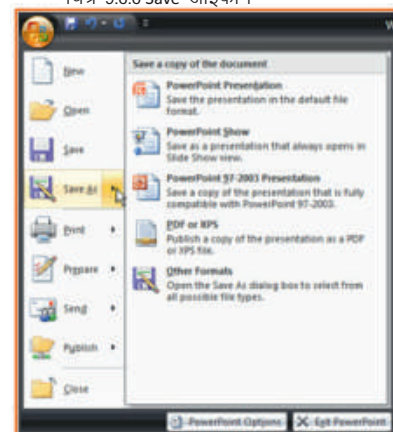 चित्र 5.6.6 Save आइकॉन
New
Open
Save
Save As
Print
Prepare
Send
Publish
Close
Save a copy of the document
PowerPoint Presentation
Save the presentation in the default file
format.
PowerPoint Show
Save as a presentation that always opens in
Slide Show view.
PowerPoint 97-2003 Presentation
Save a copy of the presentation that is fully
compatible with PowerPoint 97-2003.
PDF or XPS
Publish a copy of the presentation as a PDF
or XPS file.
Other Formats
Open the Save As dialog box to select from
all possible file types.
PowerPoint Options
Exit PowerPoint